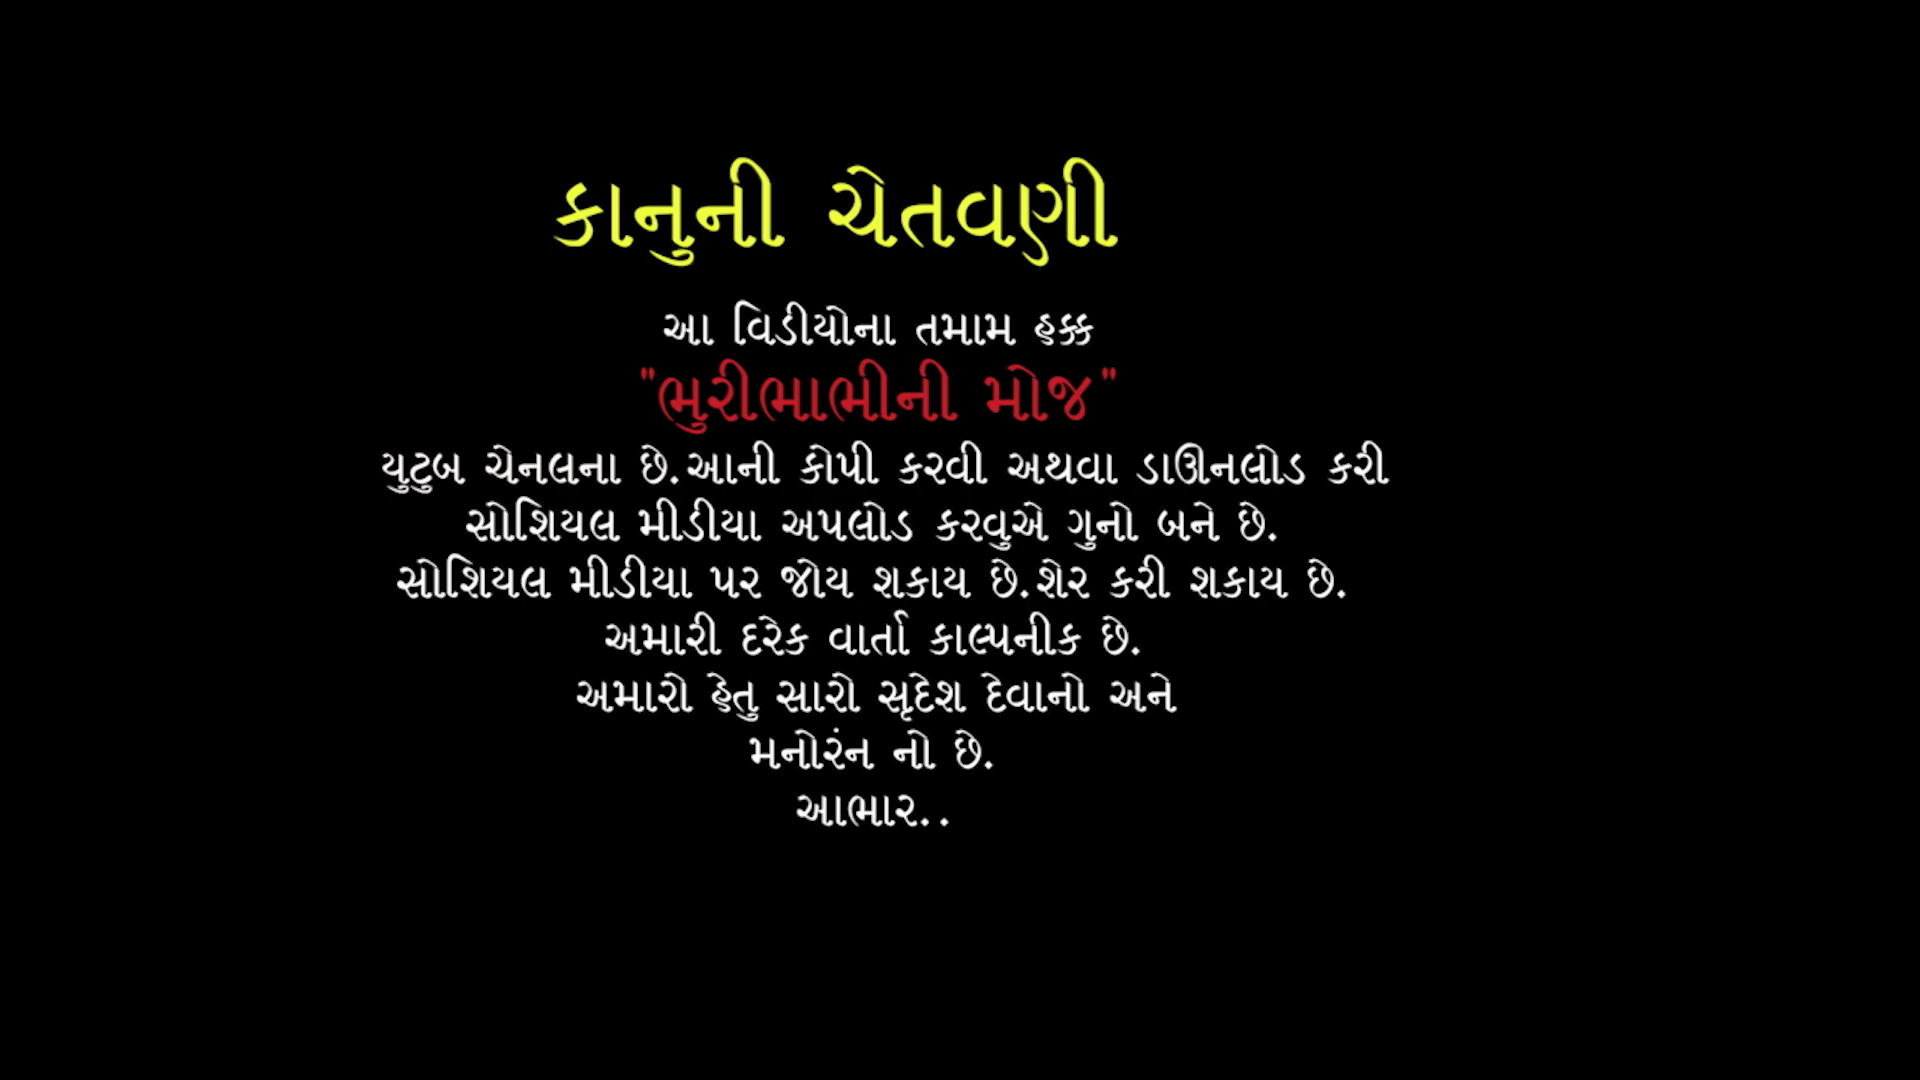 કાનુની ચેતવણી
આ વિડીયોના તમામ હક્ક
"ભુરીભાભીની મોજ"
યુટુબ ચેનલના છે.આની કોપી કરવી અથવા ડાઊનલોડ કરી
સોશિયલ મીડીયા અપલોડ કરવુએ ગુનો બને છે.
સોશિયલ મીડીયા પર જોય શકાય છે.શેર કરી શકાય છે.
અમારી દરેક વાર્તા કાલ્પનીક છે.
અમારો હેતુ સારો સૃદેશ દેવાનો અને
મનોરંન નો છે.
આભાર..